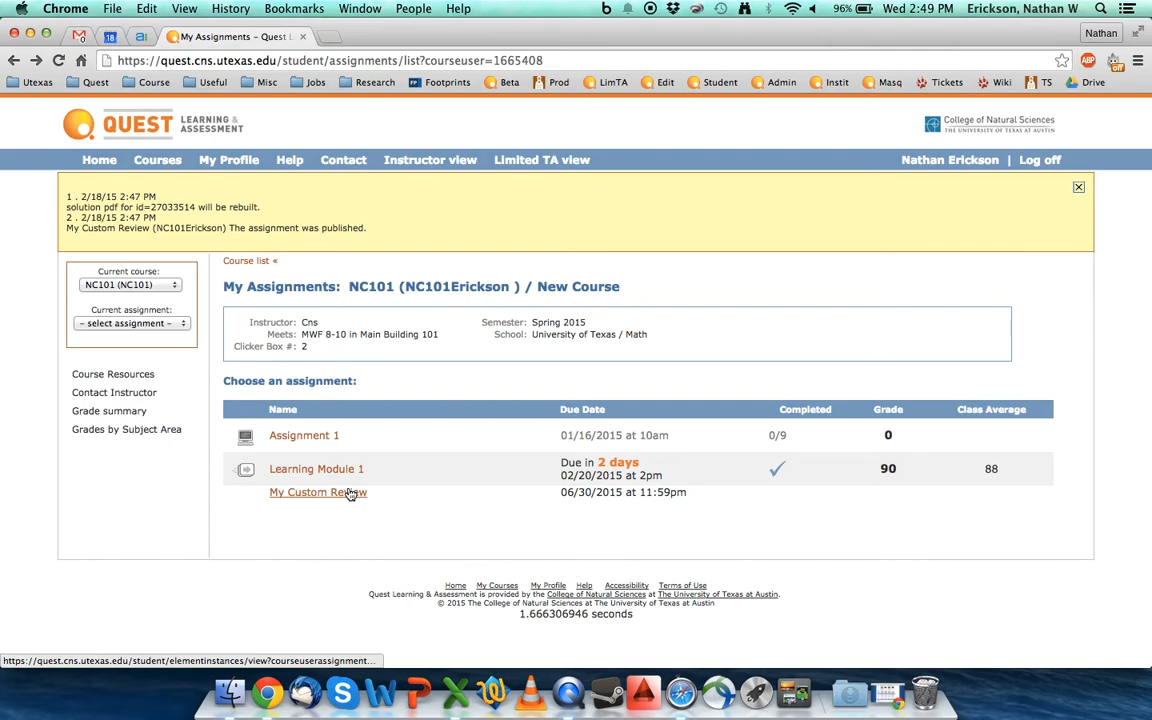 Chrome File Edit View History Bookmarks Window People Help 96% Wed 2:49 PM Erickson, Nathan W
My Assignments – Quest L × Nathan
https://quest.cns.utexas.edu/student/assignments/list?courseuser=1665408
Utexas Quest Course Useful Misc Jobs Research Footprints Beta Prod LimTA Edit Student Admin Instit Masq Tickets Wiki TS Drive
QUEST LEARNING & ASSESSMENT
College of Natural Sciences
THE UNIVERSITY OF TEXAS AT AUSTIN
Home Courses My Profile Help Contact Instructor view Limited TA view Nathan Erickson | Log off
1 . 2/18/15 2:47 PM
solution pdf for id=27033514 will be rebuilt.
2 . 2/18/15 2:47 PM
My Custom Review (NC101Erickson) The assignment was published.
Current course:
NC101 (NC101)
Current assignment:
– select assignment –
Course Resources
Contact Instructor
Grade summary
Grades by Subject Area
Course list «
My Assignments: NC101 (NC101Erickson ) / New Course
Instructor: Cns Semester: Spring 2015
Meets: MWF 8-10 in Main Building 101 School: University of Texas / Math
Clicker Box #: 2
Choose an assignment:
Name Due Date Completed Grade Class Average
Assignment 1 01/16/2015 at 10am 0/9 0
Learning Module 1 Due in 2 days 02/20/2015 at 2pm 90 88
My Custom Review 06/30/2015 at 11:59pm
Home My Courses My Profile Help Accessibility Terms of Use
Quest Learning & Assessment is provided by the College of Natural Sciences at The University of Texas at Austin.
© 2015 The College of Natural Sciences at The University of Texas at Austin
1.666306946 seconds
https://quest.cns.utexas.edu/student/elementinstances/view?courseuserassignment...